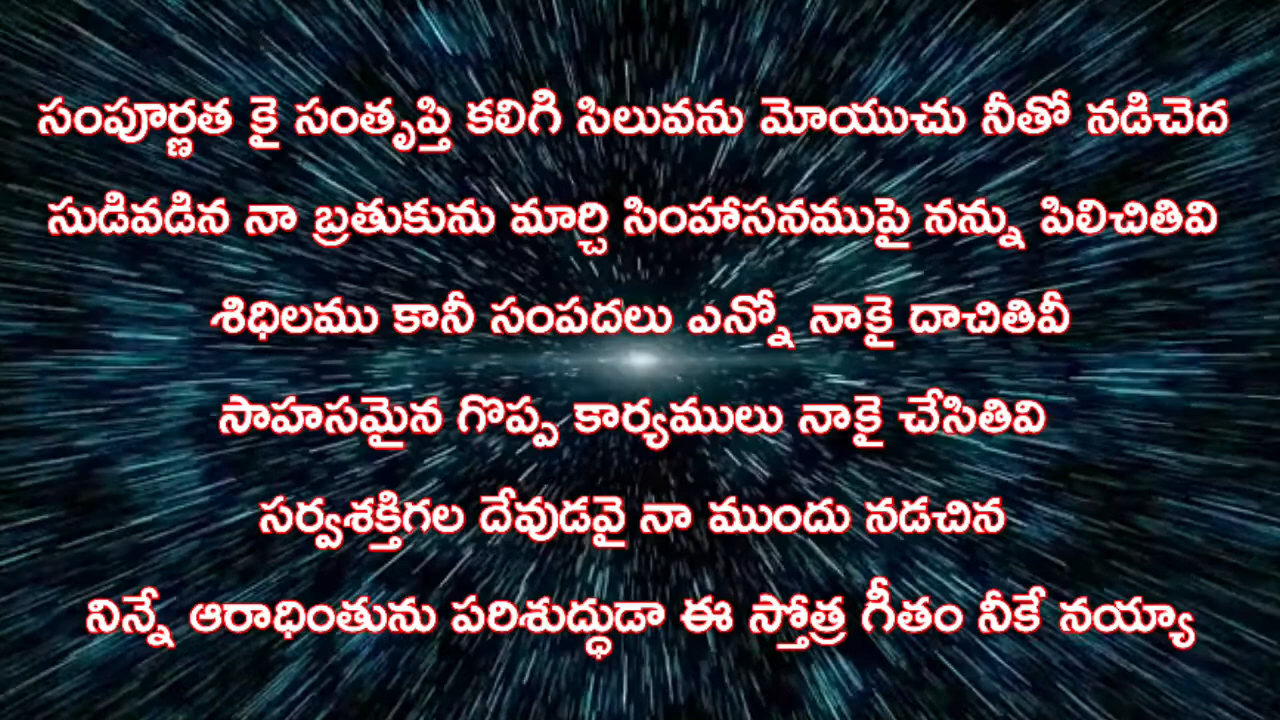 సంపూర్ణత కై సంతృప్తి కలిగి సిలువను మోయుచు నీతో నడిచెద
సుడివడిన నా బ్రతుకును మార్చి సింహాసనముపై నన్ను పిలిచితివి
శిధిలము కానీ సంపదలు ఎన్నో నాకై దాచితివీ
సాహసమైన గొప్ప కార్యములు నాకై చేసితివి
సర్వశక్తిగల దేవుడవై నా ముందు నడచిన
నిన్నే ఆరాధింతును పరిశుద్ధుడా ఈ స్తోత్ర గీతం నీకే నయ్యా